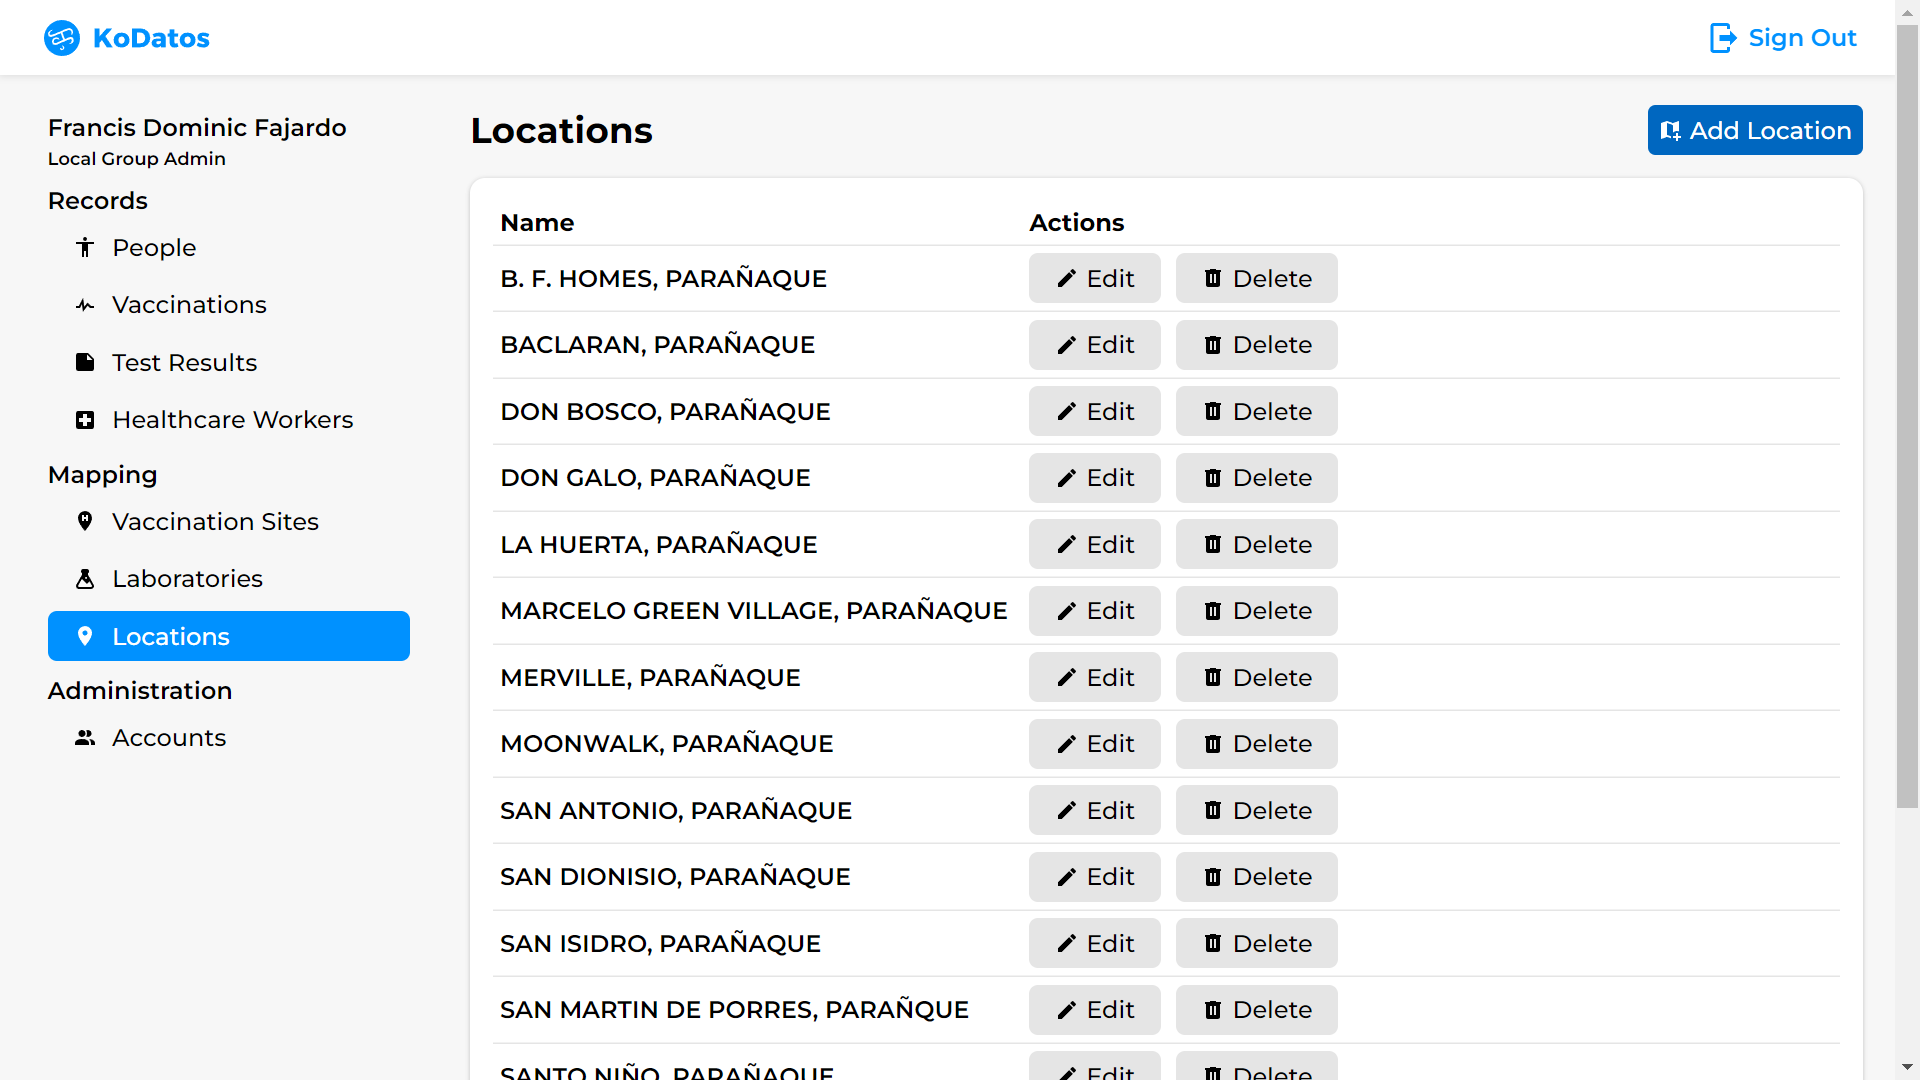 KoDatos
Sign Out
Francis Dominic Fajardo
Local Group Admin
Records
People
Vaccinations
Test Results
Healthcare Workers
Mapping
Vaccination Sites
Laboratories
Locations
Administration
Accounts
Locations
Add Location
Name Actions
B. F. HOMES, PARAÑAQUE Edit Delete
BACLARAN, PARAÑAQUE Edit Delete
DON BOSCO, PARAÑAQUE Edit Delete
DON GALO, PARAÑAQUE Edit Delete
LA HUERTA, PARAÑAQUE Edit Delete
MARCELO GREEN VILLAGE, PARAÑAQUE Edit Delete
MERVILLE, PARAÑAQUE Edit Delete
MOONWALK, PARAÑAQUE Edit Delete
SAN ANTONIO, PARAÑAQUE Edit Delete
SAN DIONISIO, PARAÑAQUE Edit Delete
SAN ISIDRO, PARAÑAQUE Edit Delete
SAN MARTIN DE PORRES, PARAÑQUE Edit Delete
SANTO NIÑO, PARAÑAQUE Edit Delete